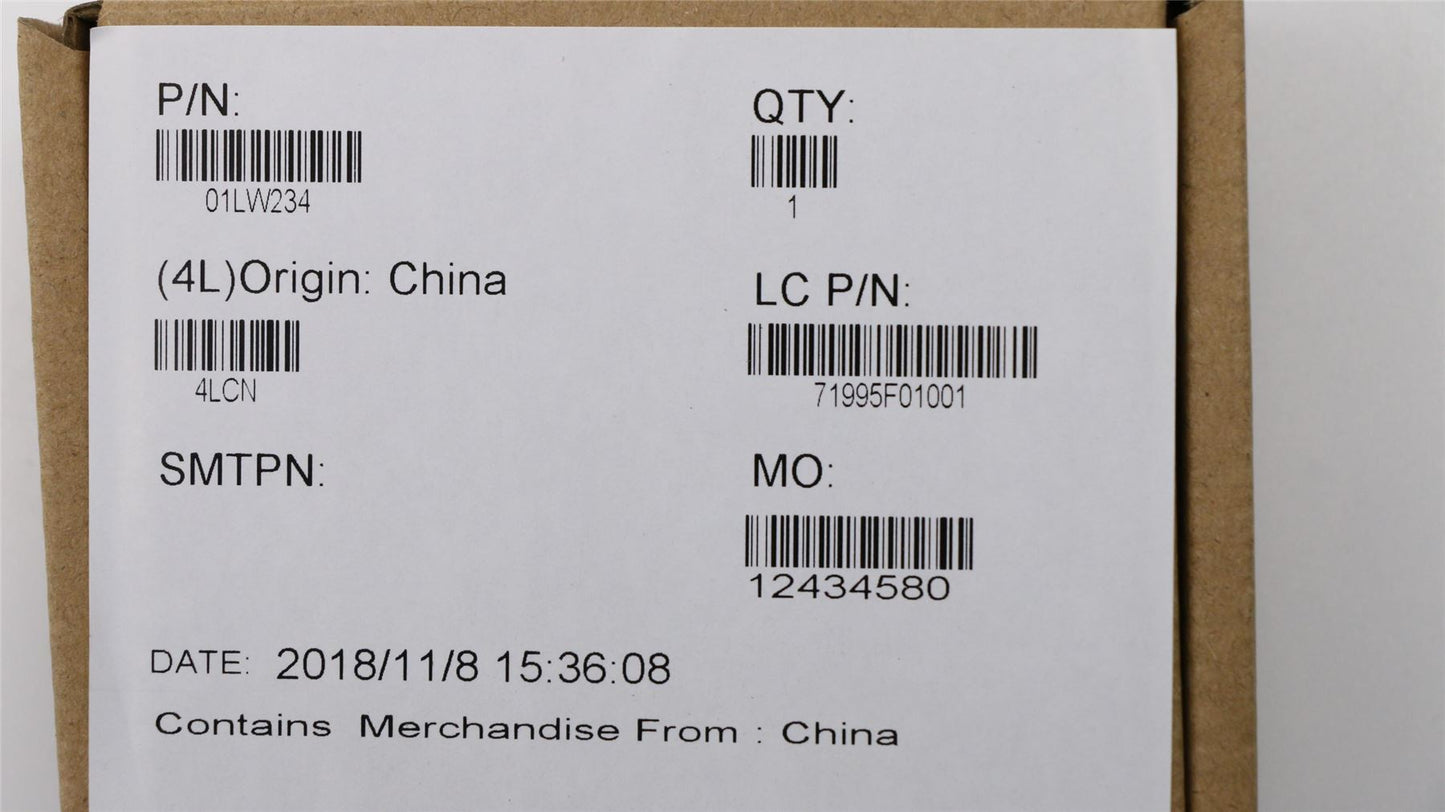 P/N:
01LW234
QTY:
1
(4L)Origin: China
4LCN
LC P/N:
71995F01001
SMTPN:
MO:
12434580
DATE: 2018/11/8 15:36:08
Contains Merchandise From : China